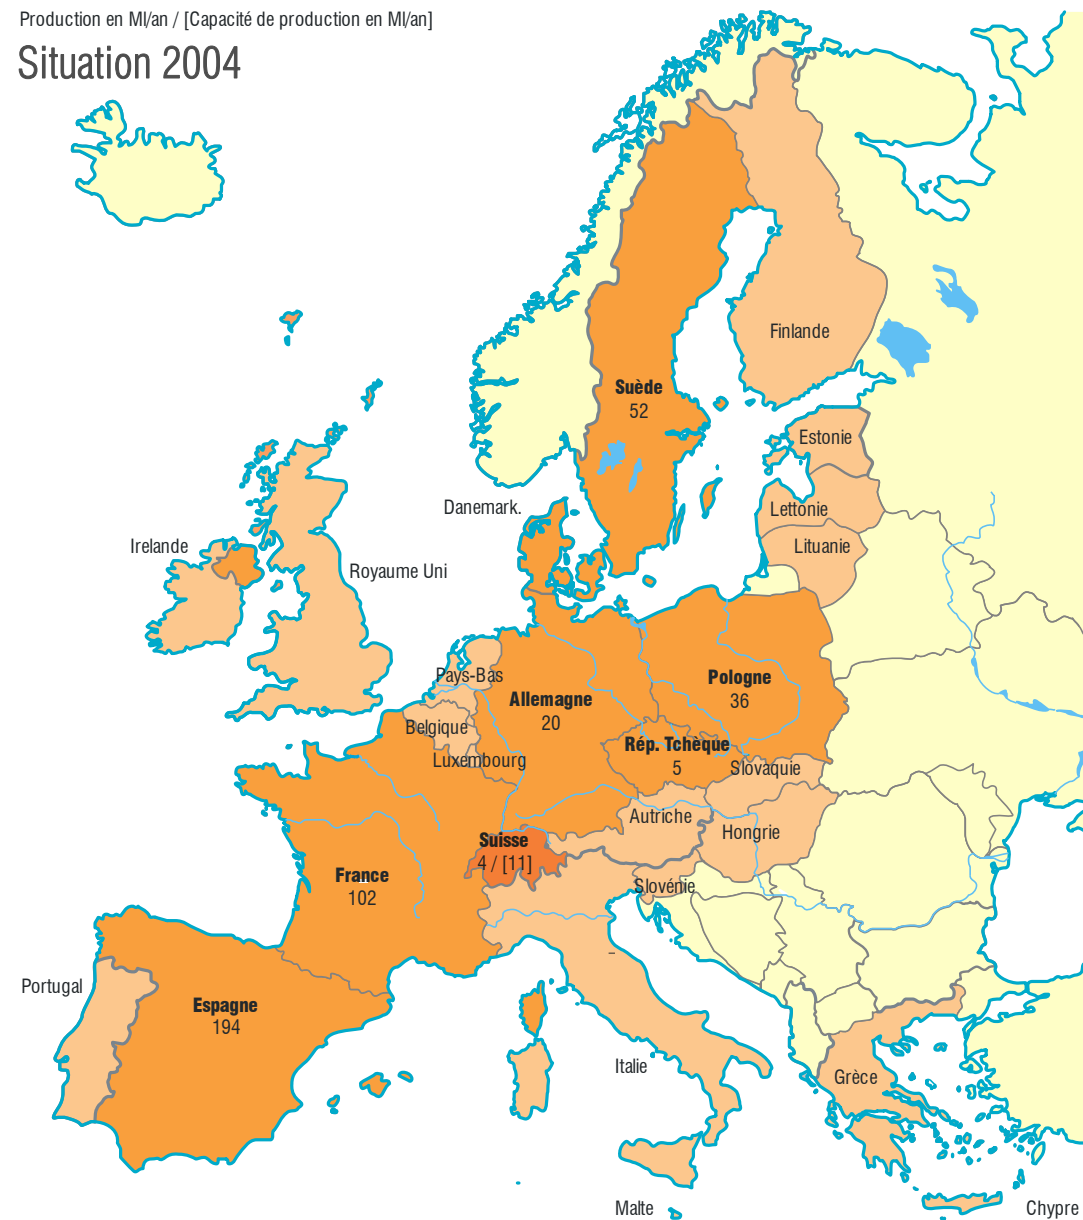 Production en Ml/an / [Capacité de production en Ml/an]
Situation 2004
Finlande
Suède
52
Estonie
Lettonie
Lituanie
Danemark.
Irlande
Royaume Uni
Pays-Bas
Allemagne
20
Pologne
36
Belgique
Luxembourg
Rép. Tchèque
5
Slovaquie
Autriche
Hongrie
Suisse
4 / [11]
France
102
Slovénie
Portugal
Espagne
194
–
Italie
Grèce
Malte
Chypre